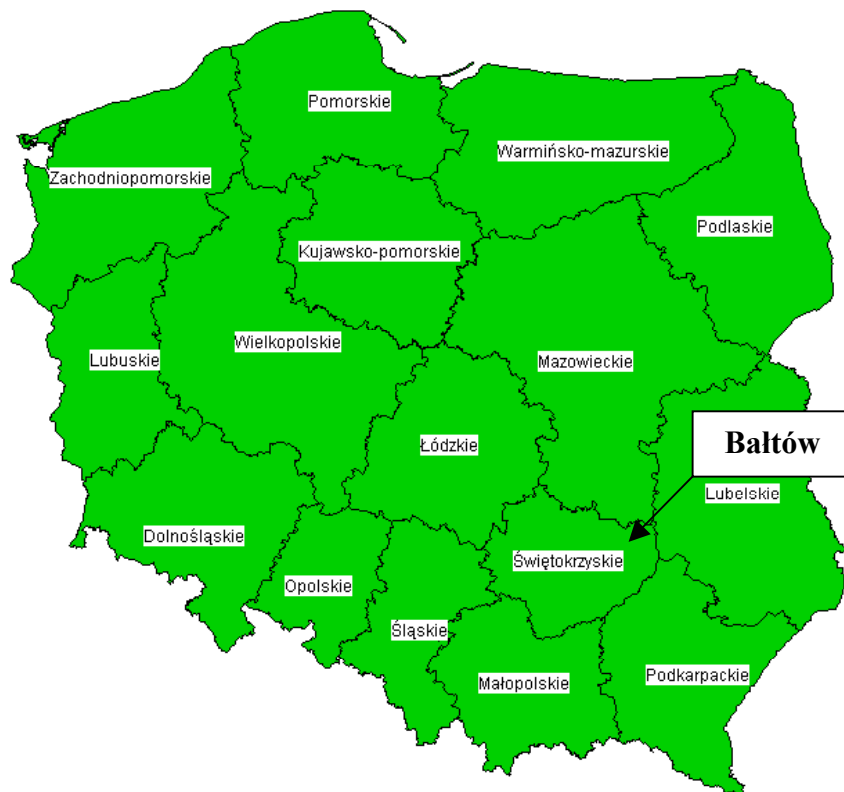 Pomorskie
Warmińsko-mazurskie
Zachodniopomorskie
Podlaskie
Kujawsko-pomorskie
Wielkopolskie
Lubuskie
Mazowieckie
Bałtów
Łódzkie
Lubelskie
Dolnośląskie
Świętokrzyskie
Opolskie
Śląskie
Podkarpackie
Małopolskie